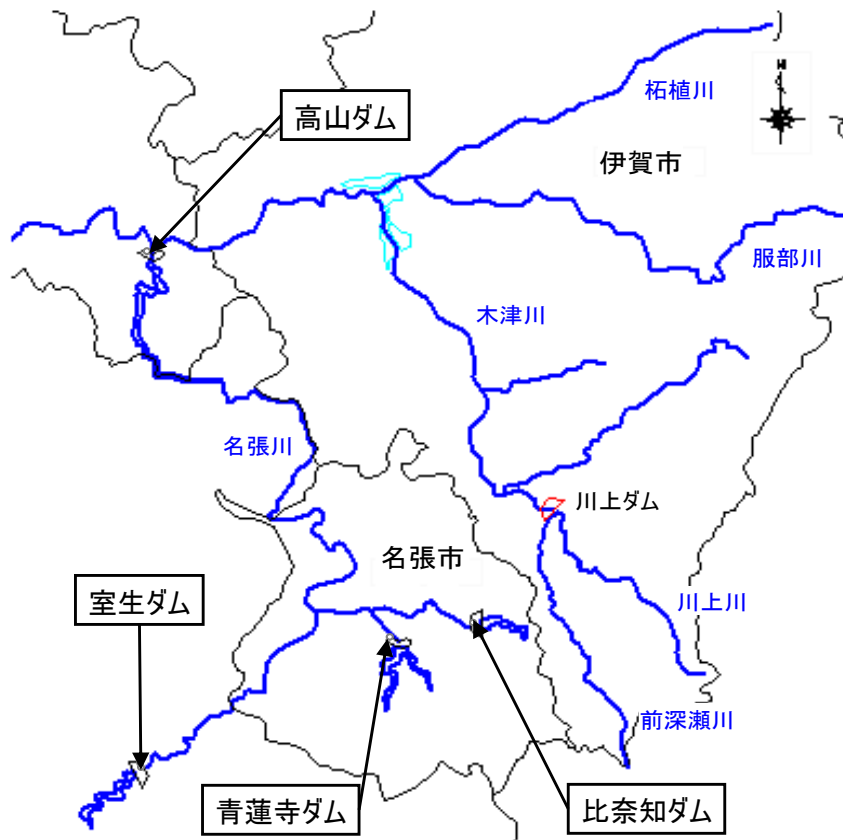 柘植川
高山ダム
N
伊賀市
服部川
木津川
名張川
川上ダム
名張市
室生ダム
川上川
前深瀬川
青蓮寺ダム
比奈知ダム